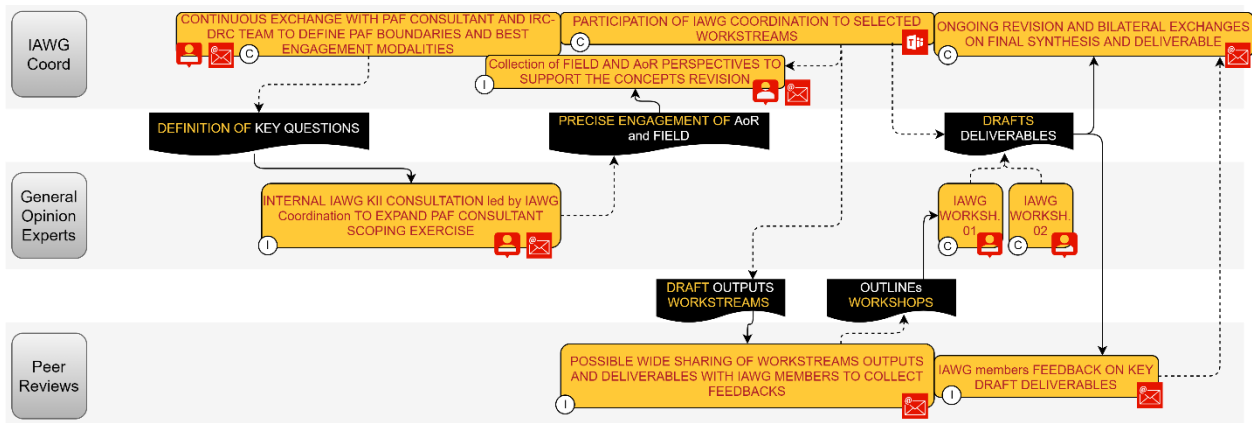 IAWG
Coord
CONTINUOUS EXCHANGE WITH PAF CONSULTANT AND IRC-
DRC TEAM TO DEFINE PAF BOUNDARIES AND BEST
ENGAGEMENT MODALITIES
C
PARTICIPATION OF IAWG COORDINATION TO SELECTED
WORKSTREAMS
C
ONGOING REVISION AND BILATERAL EXCHANGES
ON FINAL SYNTHESIS AND DELIVERABLE
C
Collection of FIELD AND AoR PERSPECTIVES TO
SUPPORT THE CONCEPTS REVISION
I
DEFINITION OF KEY QUESTIONS
PRECISE ENGAGEMENT OF AoR
and FIELD
DRAFTS
DELIVERABLES
General
Opinion
Experts
INTERNAL IAWG KII CONSULTATION led by IAWG
Coordination TO EXPAND PAF CONSULTANT
SCOPING EXERCISE
I
IAWG
WORKSH.
01
C
IAWG
WORKSH.
02
C
DRAFT OUTPUTS
WORKSTREAMS
OUTLINEs
WORKSHOPS
Peer
Reviews
POSSIBLE WIDE SHARING OF WORKSTREAMS OUTPUTS
AND DELIVERABLES WITH IAWG MEMBERS TO COLLECT
FEEDBACKS
I
IAWG members FEEDBACK ON KEY
DRAFT DELIVERABLES
I